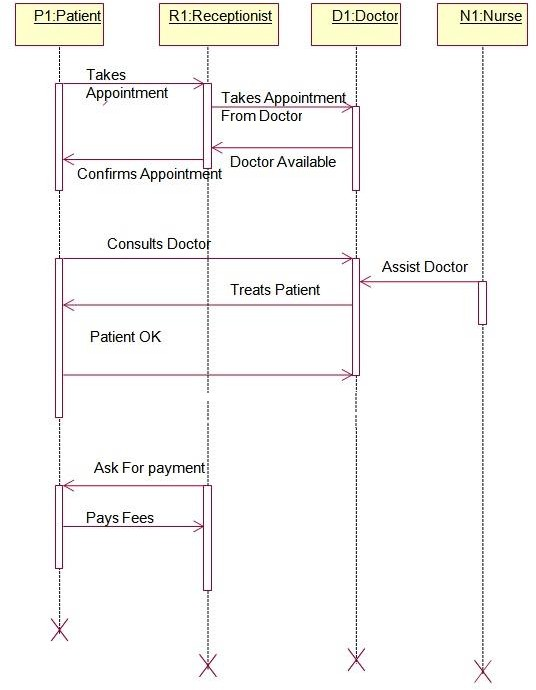 P1:Patient
R1:Receptionist
D1:Doctor
N1:Nurse
Takes
Appointment
Takes Appointment
From Doctor
Doctor Available
Confirms Appointment
Consults Doctor
Assist Doctor
Treats Patient
Patient OK
Ask For payment
Pays Fees